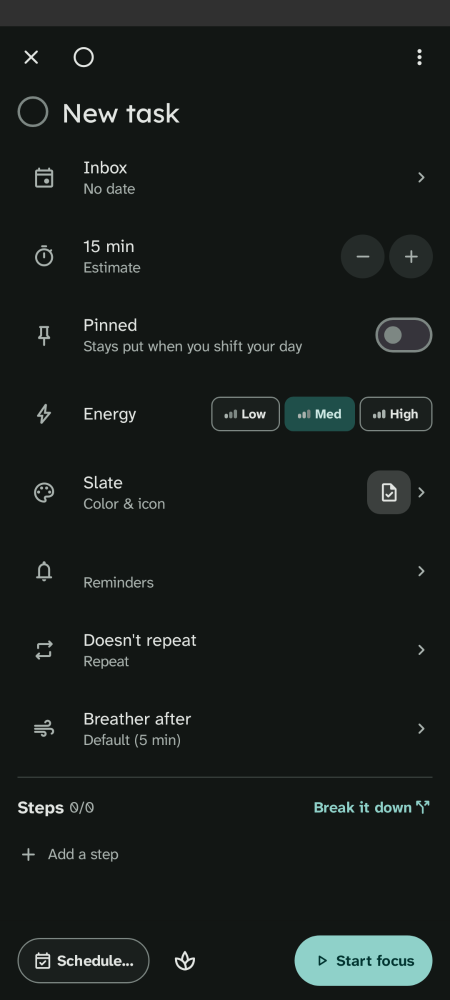 New task
Inbox
No date
15 min
Estimate
Pinned
Stays put when you shift your day
Energy
Low
Med
High
Slate
Color & icon
Reminders
Doesn't repeat
Repeat
Breather after
Default (5 min)
Steps 0/0
Break it down
Add a step
Schedule...
Start focus